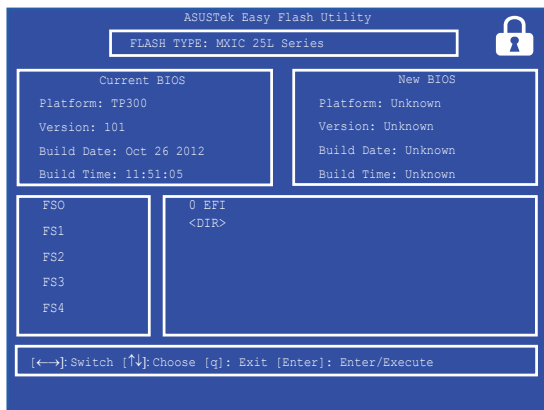 ASUSTek Easy Flash Utility
FLASH TYPE: MXIC 25L Series
Current BIOS
Platform: TP300
Version: 101
Build Date: Oct 26 2012
Build Time: 11:51:05
New BIOS
Platform: Unknown
Version: Unknown
Build Date: Unknown
Build Time: Unknown
FSO
FS1
FS2
FS3
FS4
0 EFI
<DIR>
[←→]: Switch [↑↓]: Choose [q]: Exit [Enter]: Enter/Execute